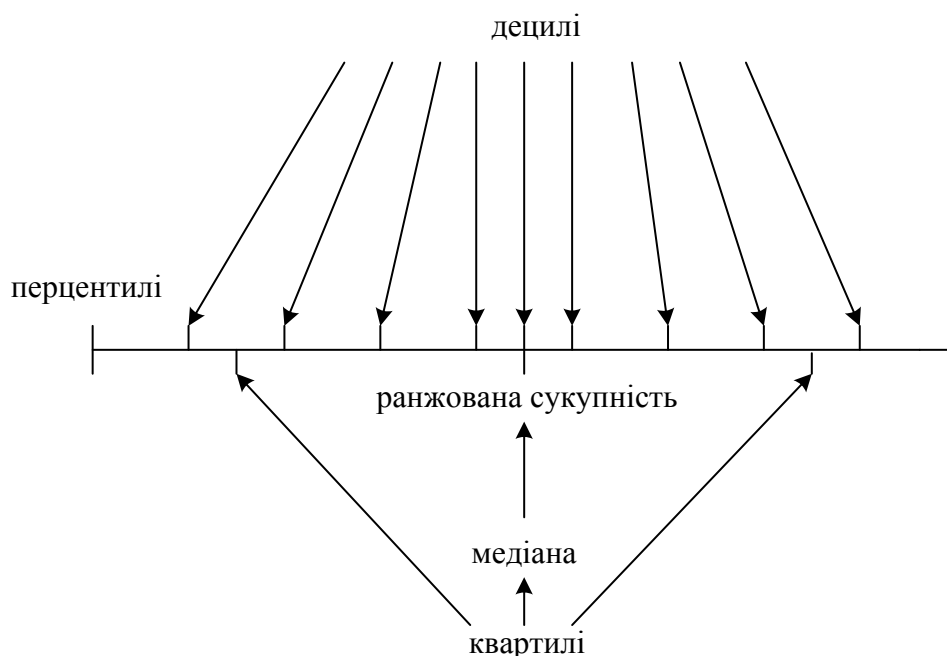 децилі
перцентилі
ранжована сукупність
медіана
квартилі